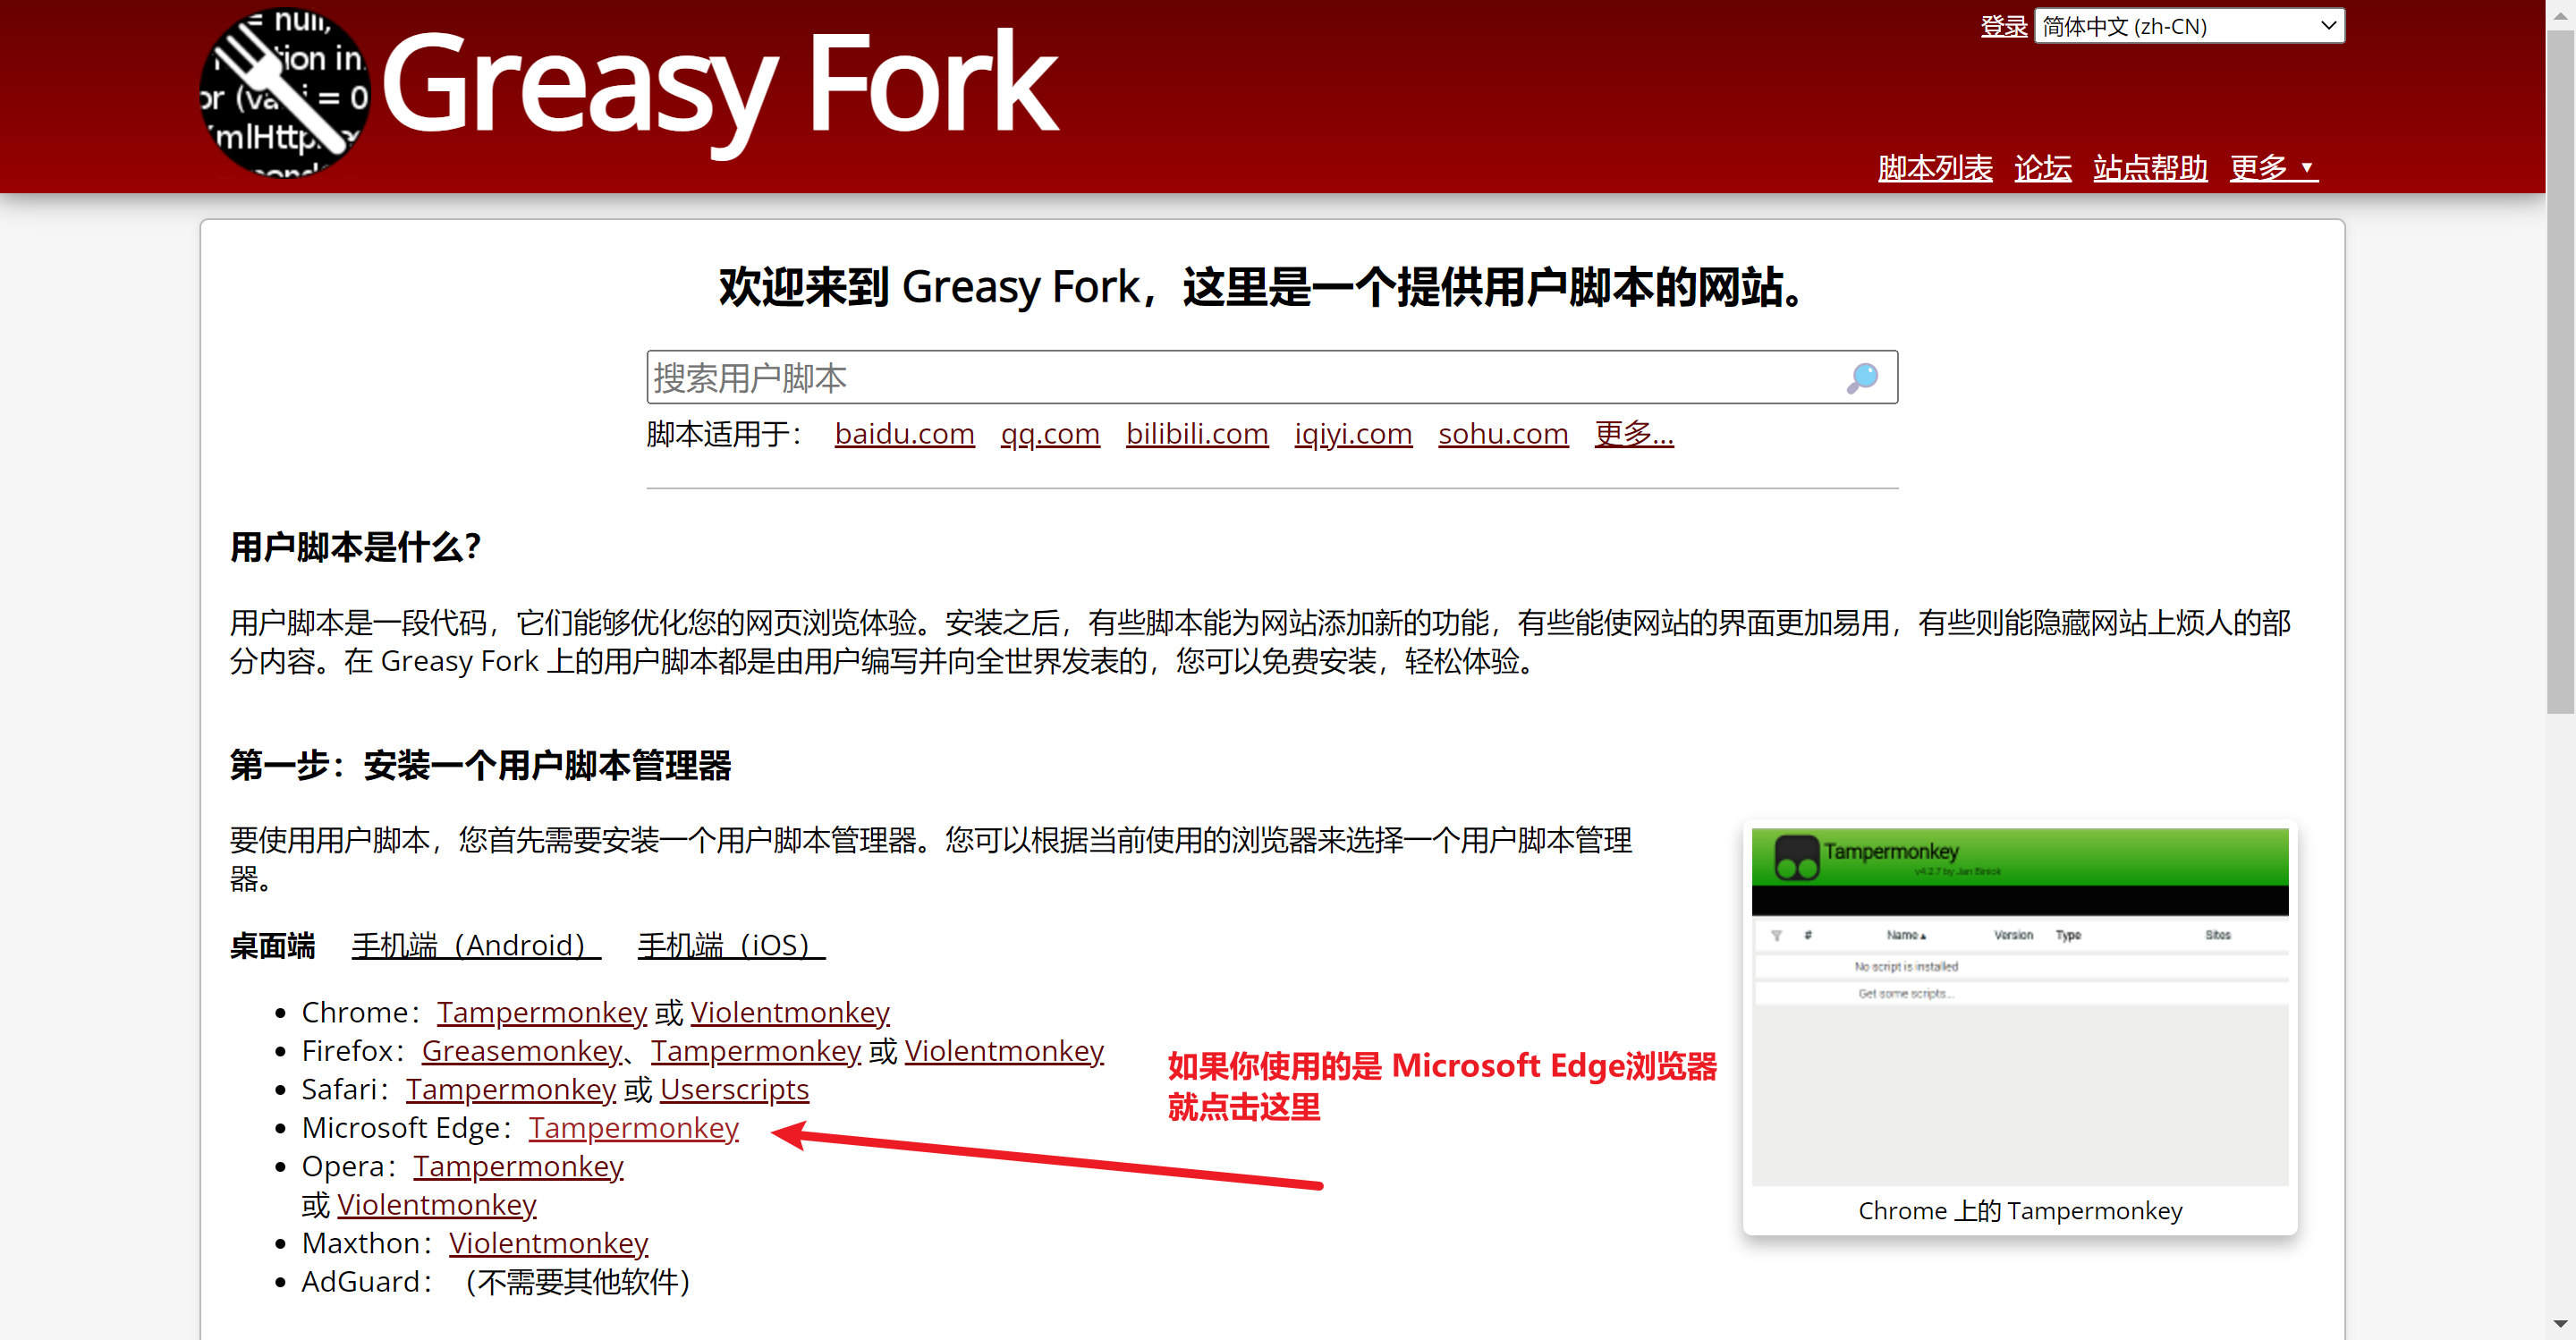 = null,
tion in
or (va i = 0
mlHttp
Greasy Fork
登录 简体中文 (zh-CN)
脚本列表 论坛 站点帮助 更多 ▼
欢迎来到 Greasy Fork，这里是一个提供用户脚本的网站。
搜索用户脚本
脚本适用于： baidu.com qq.com bilibili.com iqiyi.com sohu.com 更多...
用户脚本是什么？
用户脚本是一段代码，它们能够优化您的网页浏览体验。安装之后，有些脚本能为网站添加新的功能，有些能使网站的界面更加易用，有些则能隐藏网站上烦人的部
分内容。在 Greasy Fork 上的用户脚本都是由用户编写并向全世界发表的，您可以免费安装，轻松体验。
第一步：安装一个用户脚本管理器
要使用用户脚本，您首先需要安装一个用户脚本管理器。您可以根据当前使用的浏览器来选择一个用户脚本管理
器。
桌面端 手机端（Android） 手机端（iOS）
Chrome：Tampermonkey 或 Violentmonkey
Firefox：Greasemonkey、Tampermonkey 或 Violentmonkey
Safari：Tampermonkey 或 Userscripts
Microsoft Edge：Tampermonkey
Opera：Tampermonkey
或 Violentmonkey
Maxthon：Violentmonkey
AdGuard：（不需要其他软件）
如果你使用的是 Microsoft Edge浏览器
就点击这里
Tampermonkey
v4.2.7 by Jan Biniok
# Name▲ Version Type Sites
No script is installed
Get some scripts...
Chrome 上的 Tampermonkey